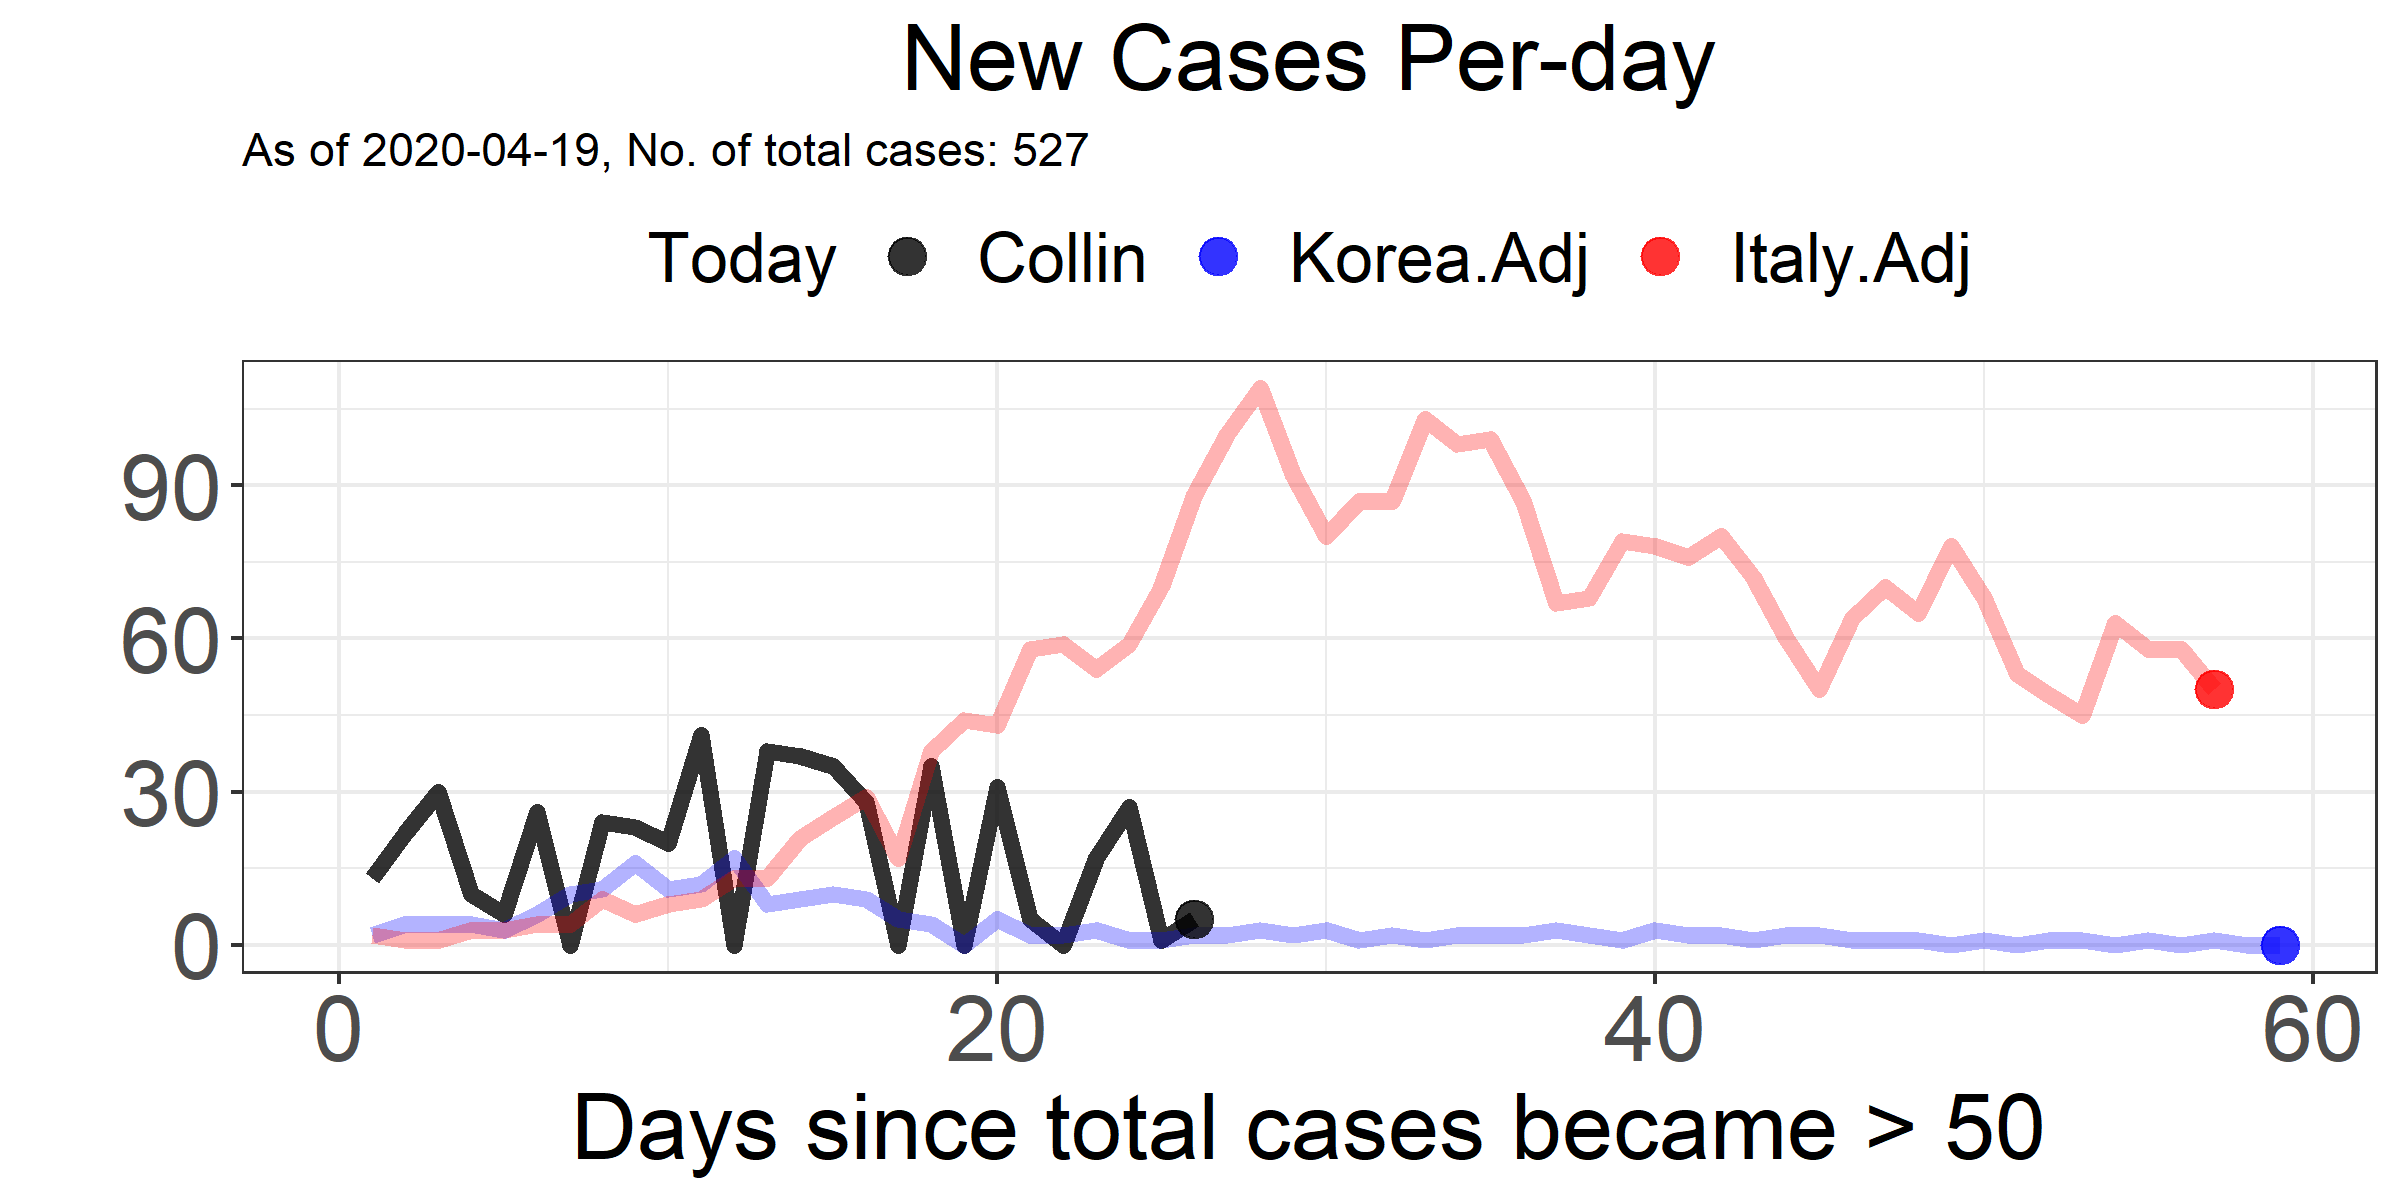 New Cases Per-day
As of 2020-04-19, No. of total cases: 527
Today Collin Korea.Adj Italy.Adj
90
60
30
0
0 20 40 60
Days since total cases became > 50